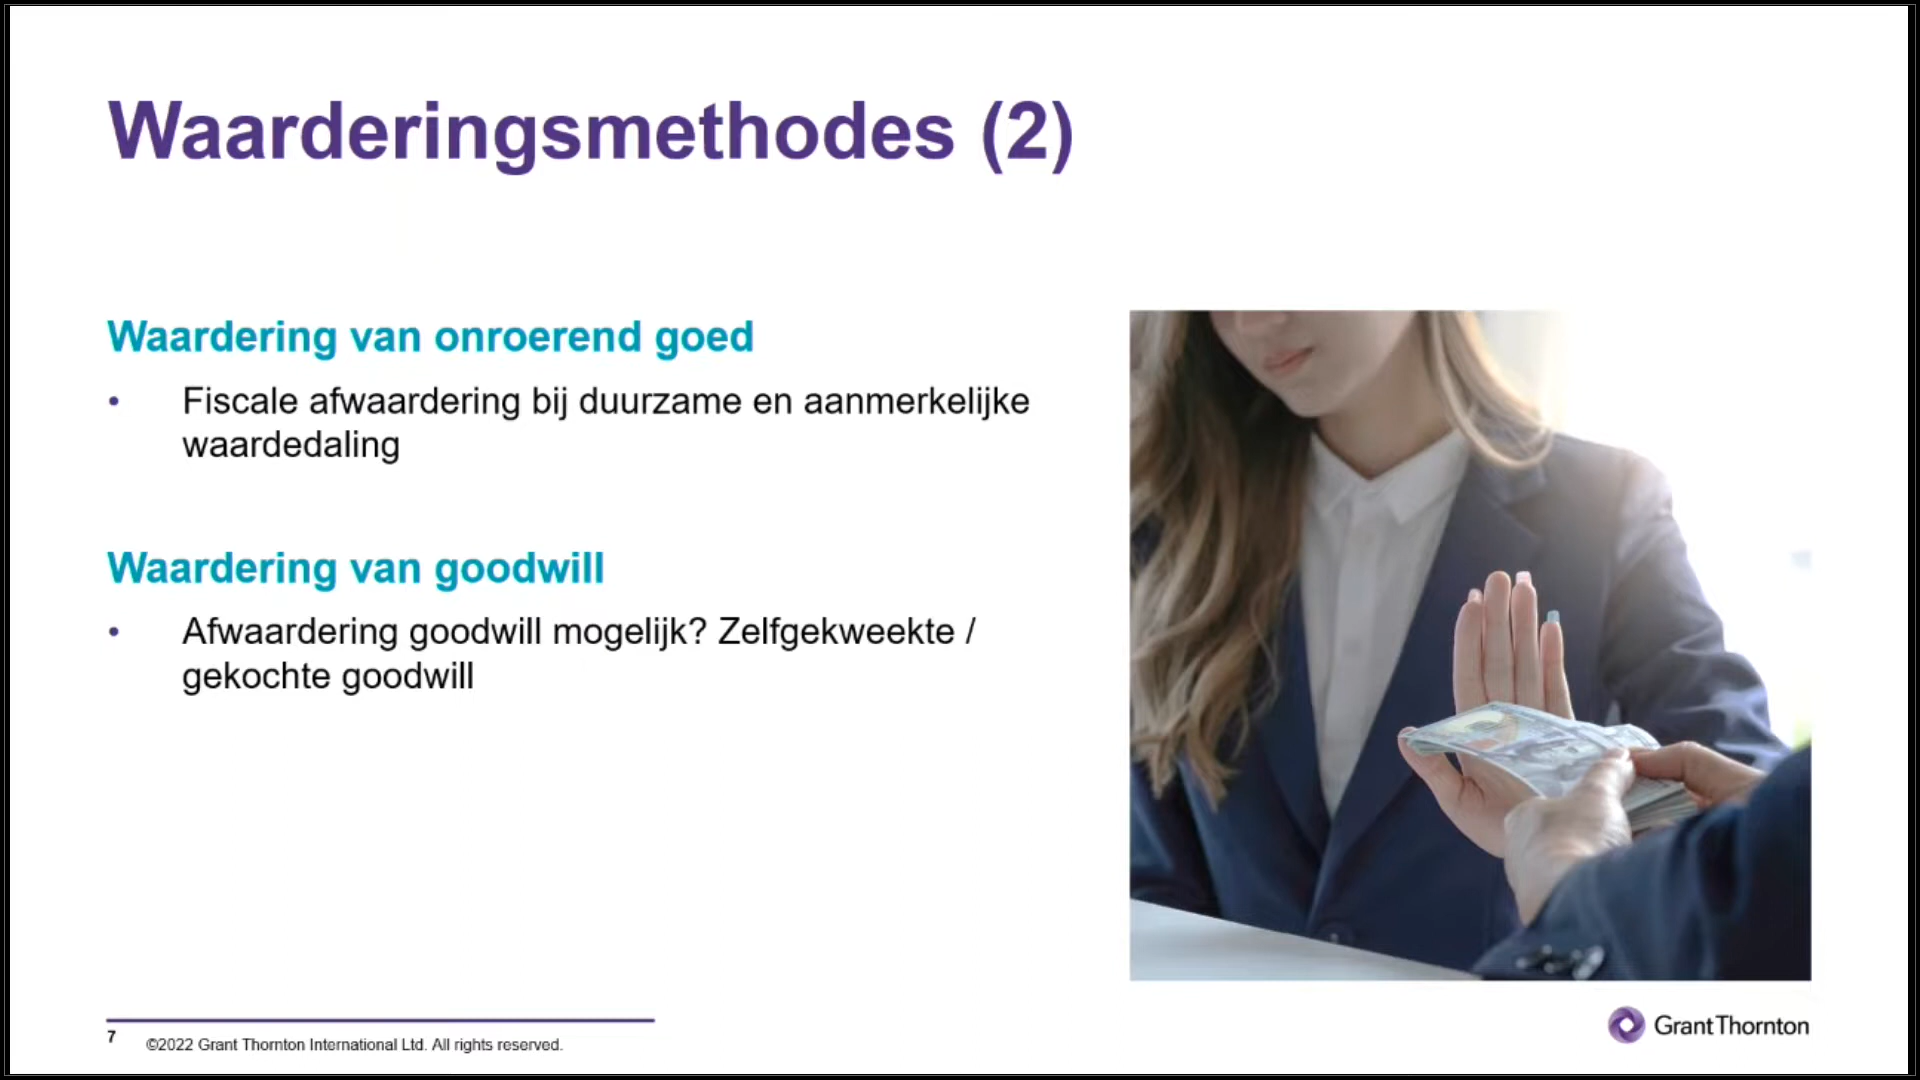 Waarderingsmethodes (2)
Waardering van onroerend goed
• Fiscale afwaardering bij duurzame en aanmerkelijke
waardedaling
Waardering van goodwill
• Afwaardering goodwill mogelijk? Zelfgekweekte /
gekochte goodwill
7
©2022 Grant Thornton International Ltd. All rights reserved.
Grant Thornton